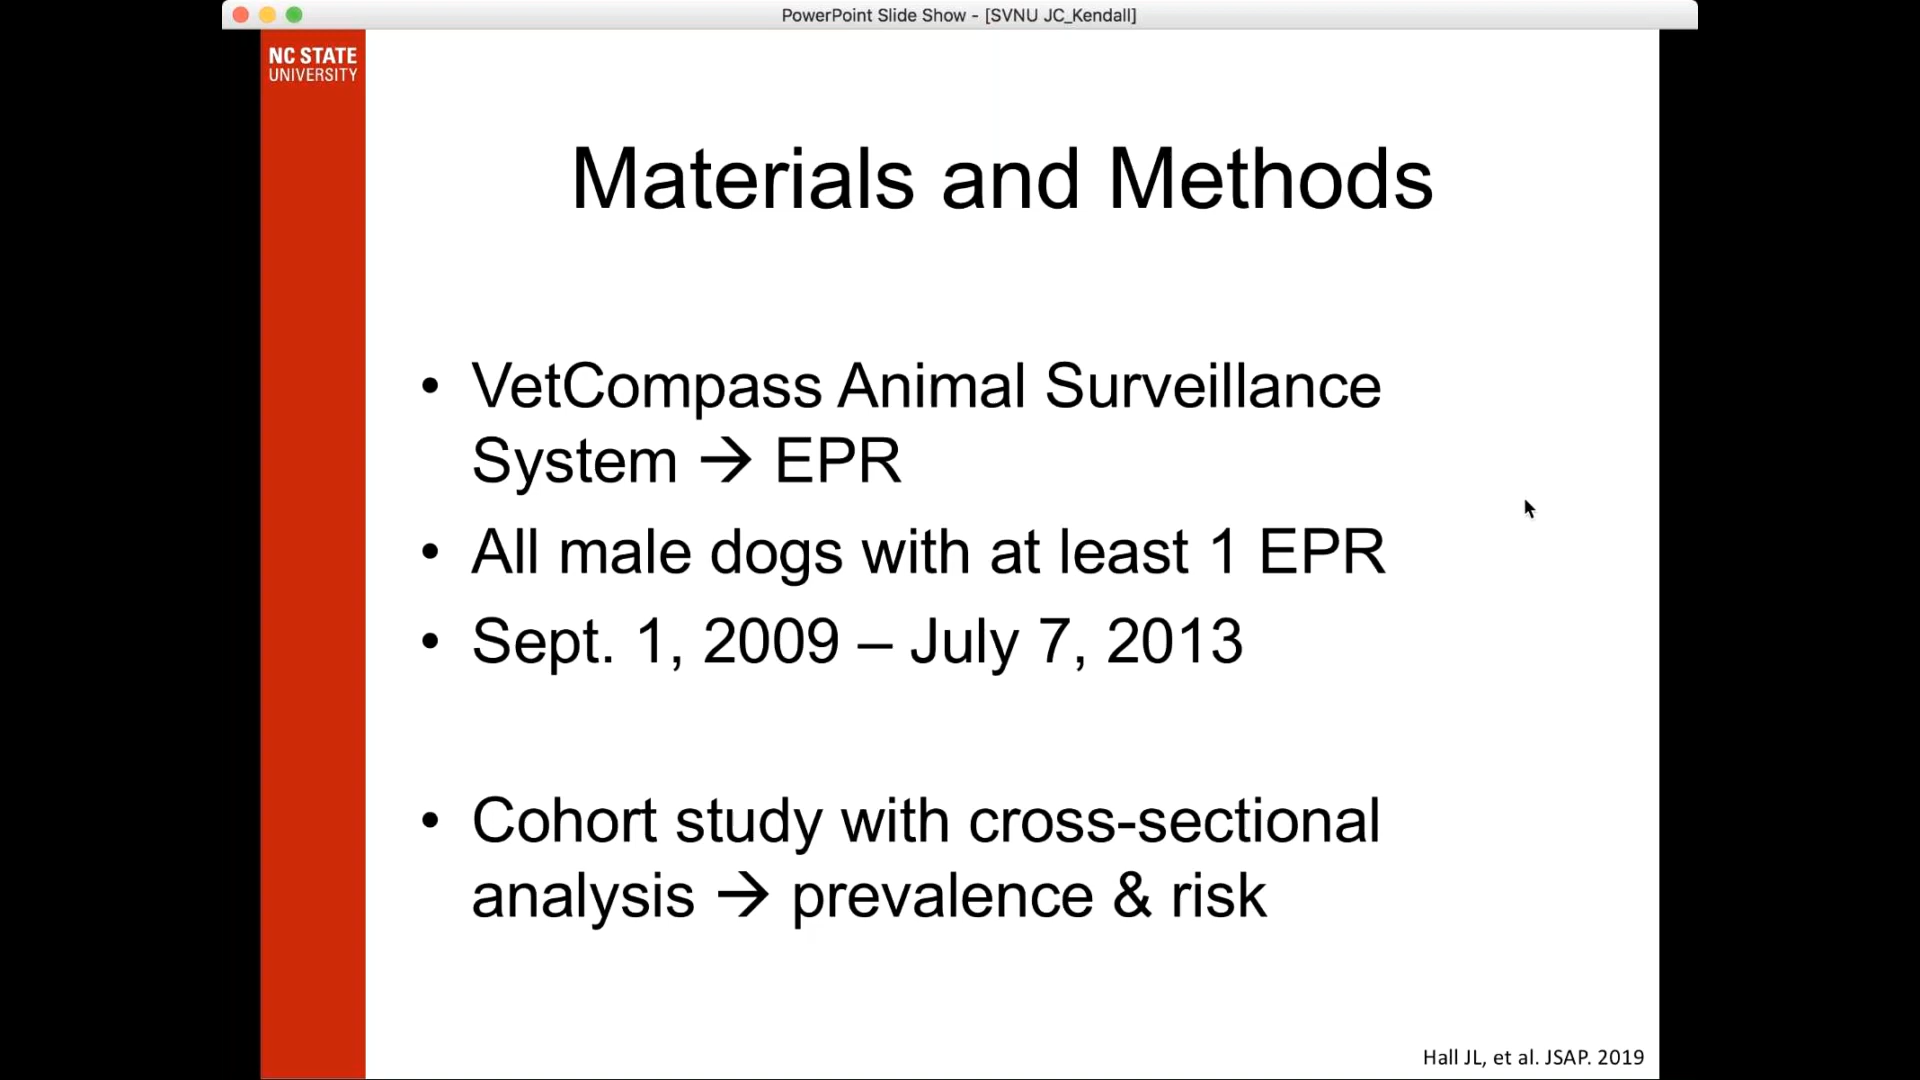 PowerPoint Slide Show - [SVNU JC_Kendall]
NC STATE
UNIVERSITY
Materials and Methods
• VetCompass Animal Surveillance
System → EPR
• All male dogs with at least 1 EPR
• Sept. 1, 2009 – July 7, 2013
• Cohort study with cross-sectional
analysis → prevalence & risk
Hall JL, et al. JSAP. 2019